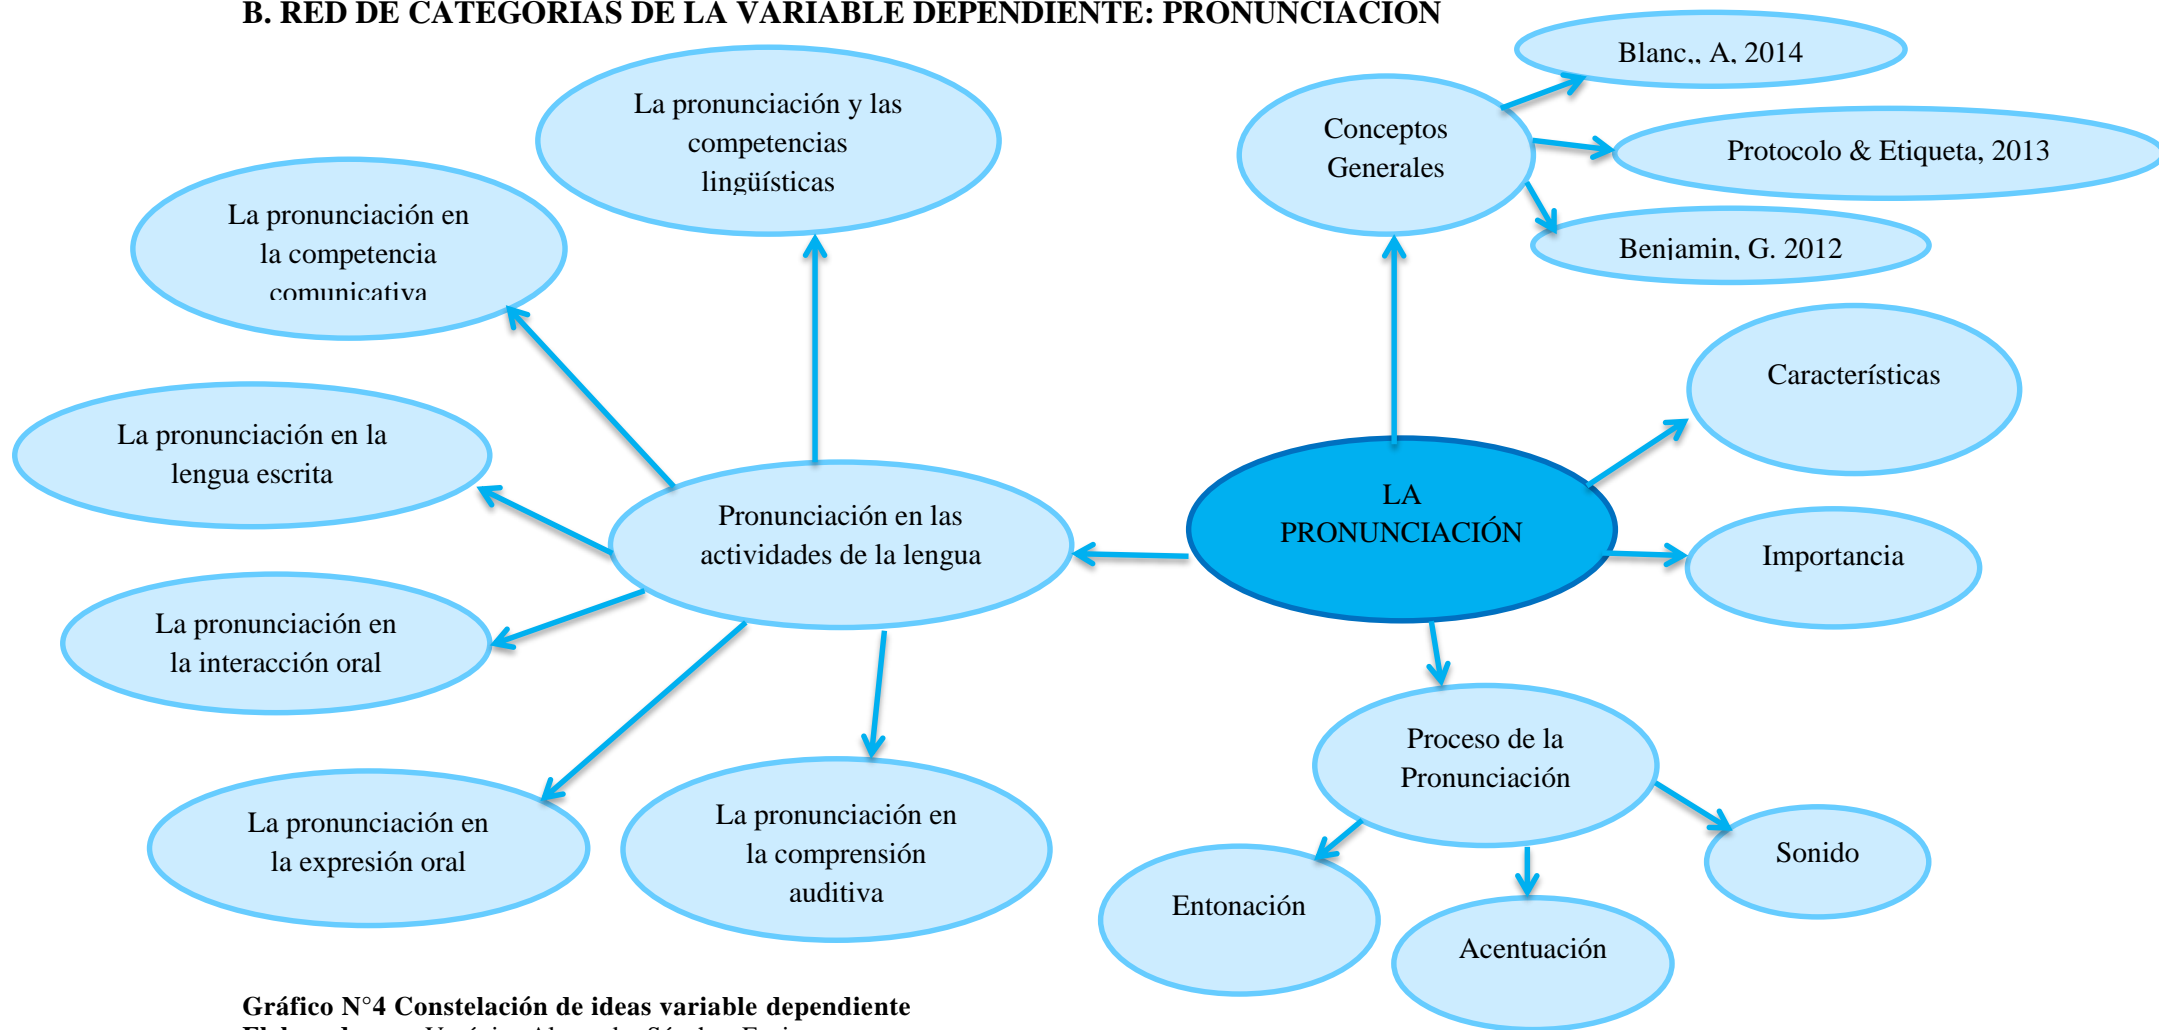 B. RED DE CATEGORÍAS DE LA VARIABLE DEPENDIENTE: PRONUNCIACIÓN
Blanc,, A, 2014
La pronunciación y las
competencias
lingüísticas
Conceptos
Generales
Protocolo & Etiqueta, 2013
La pronunciación en
la competencia
comunicativa
Benjamin, G. 2012
Características
La pronunciación en la
lengua escrita
LA
PRONUNCIACIÓN
Pronunciación en las
actividades de la lengua
Importancia
La pronunciación en
la interacción oral
Proceso de la
Pronunciación
La pronunciación en
la expresión oral
La pronunciación en
la comprensión
auditiva
Sonido
Entonación
Acentuación
Gráfico N°4 Constelación de ideas variable dependiente